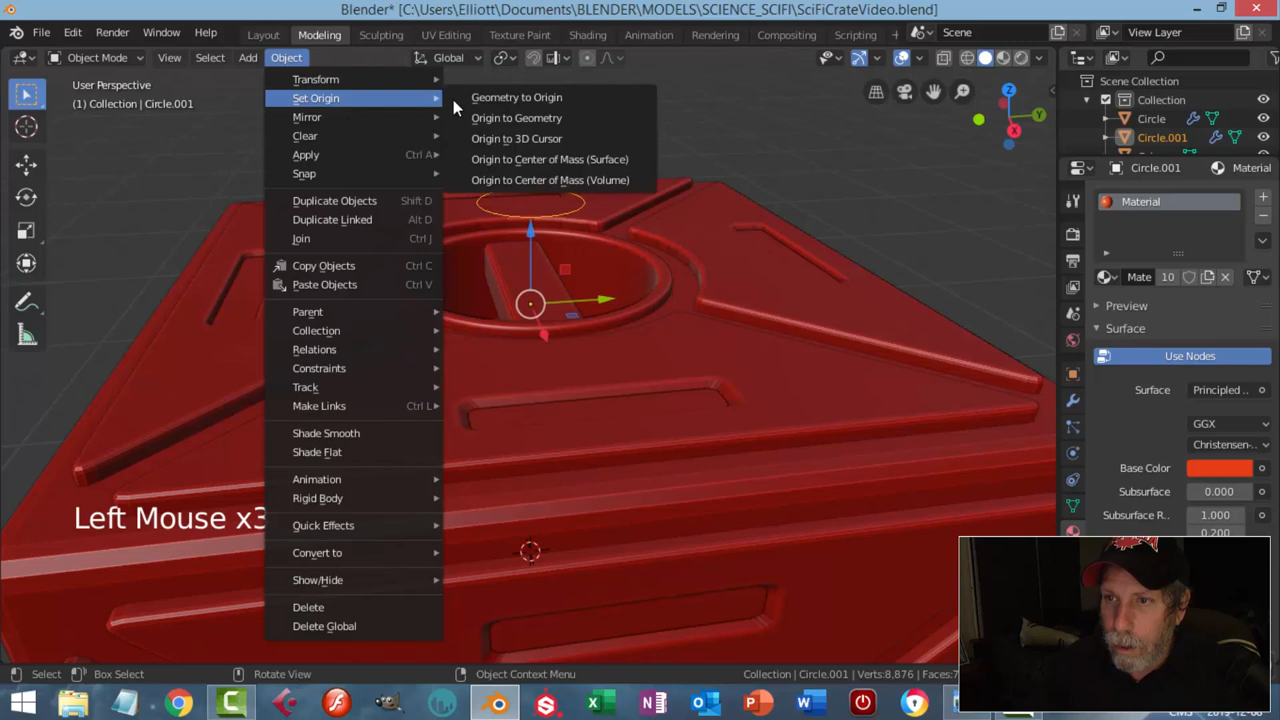 Blender* [C:\Users\Elliott\Documents\BLENDER\MODELS\SCIENCE_SCIFI\SciFiCrateVideo.blend]
File Edit Render Window Help Layout Modeling Sculpting UV Editing Texture Paint Shading Animation Rendering Compositing Scripting Scene View Layer
Object Mode View Select Add Object Global
User Perspective
(1) Collection | Circle.001
Transform
Set Origin
Mirror
Clear
Apply Ctrl A
Snap
Duplicate Objects Shift D
Duplicate Linked Alt D
Join Ctrl J
Copy Objects Ctrl C
Paste Objects Ctrl V
Parent
Collection
Relations
Constraints
Track
Make Links Ctrl L
Shade Smooth
Shade Flat
Animation
Rigid Body
Quick Effects
Convert to
Show/Hide
Delete
Delete Global
Geometry to Origin
Origin to Geometry
Origin to 3D Cursor
Origin to Center of Mass (Surface)
Origin to Center of Mass (Volume)
Z
Y
X
Left Mouse x3
Scene Collection
Collection
Circle
Circle.001
Circle.001 Material
Material
Mate 10
Preview
Surface
Use Nodes
Surface Principled ..
GGX
Christensen-..
Base Color
Subsurface 0.000
Subsurface R.. 1.000
0.200
Select Box Select Rotate View Object Context Menu Collection | Circle.001 | Verts:8,876 | Faces:7